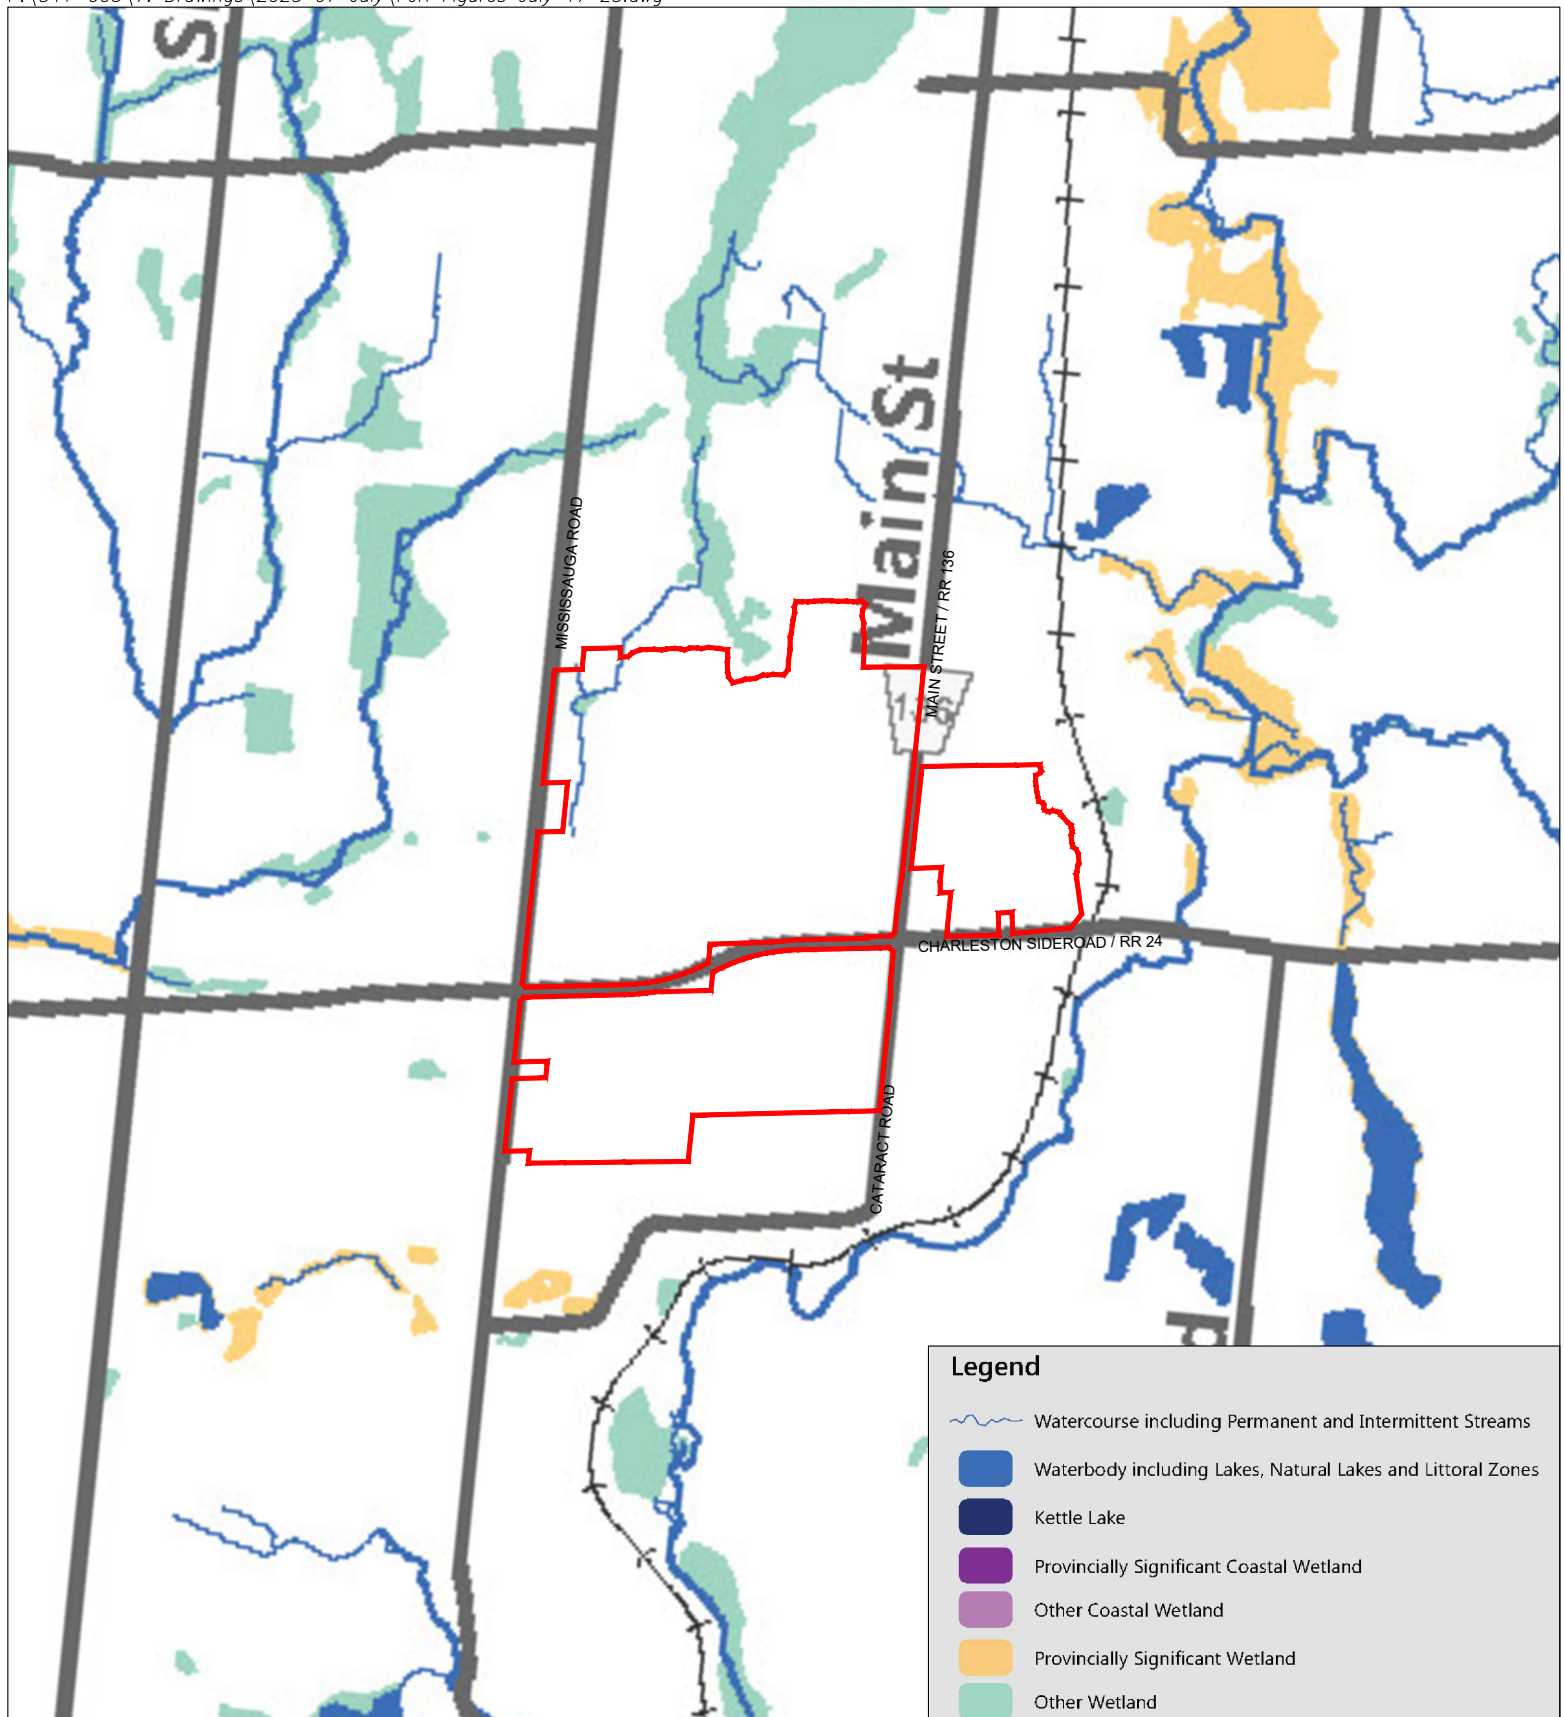 Main St
MISSISSAUGA ROAD
MAIN STREET / RR 136
136
CHARLESTON SIDEROAD / RR 24
CATARACT ROAD
d
Legend
Watercourse including Permanent and Intermittent Streams
Waterbody including Lakes, Natural Lakes and Littoral Zones
Kettle Lake
Provincially Significant Coastal Wetland
Other Coastal Wetland
Provincially Significant Wetland
Other Wetland